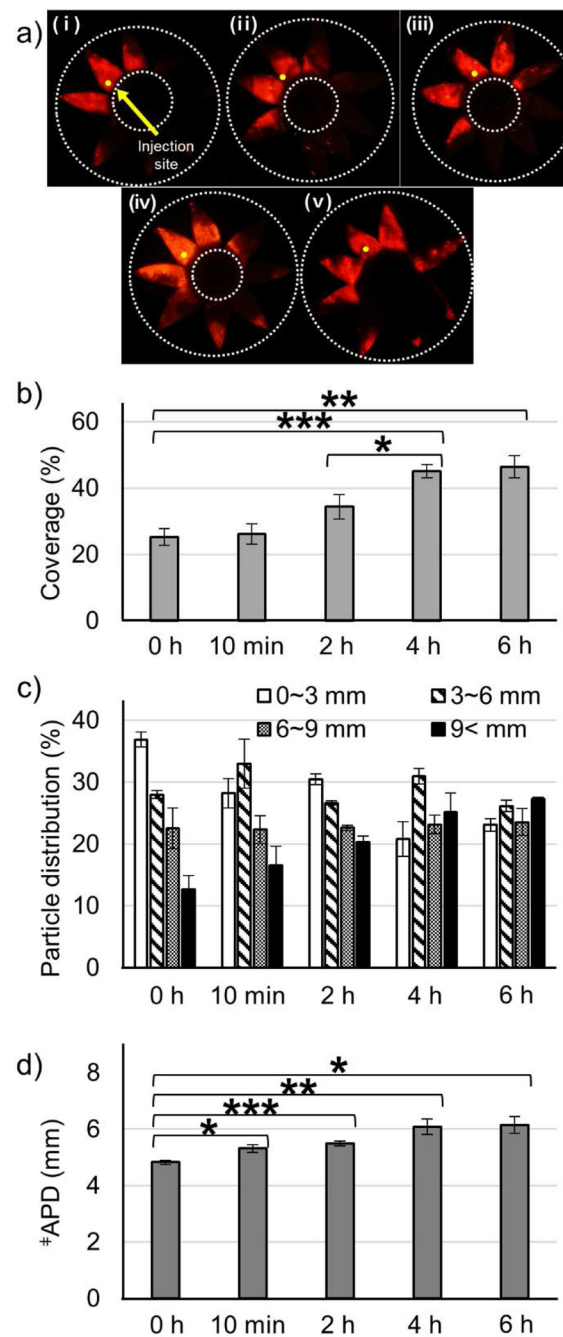 a)
(i)
(ii)
(iii)
Injection
site
(iv)
(v)
b)
Coverage (%)
60
40
20
0
**
***
*
0 h 10 min 2 h 4 h 6 h
c)
Particle distribution (%)
40
30
20
10
0
0~3 mm 3~6 mm
6~9 mm 9< mm
0 h 10 min 2 h 4 h 6 h
d)
⧧APD (mm)
8
6
4
2
0
*
**
***
*
0 h 10 min 2 h 4 h 6 h